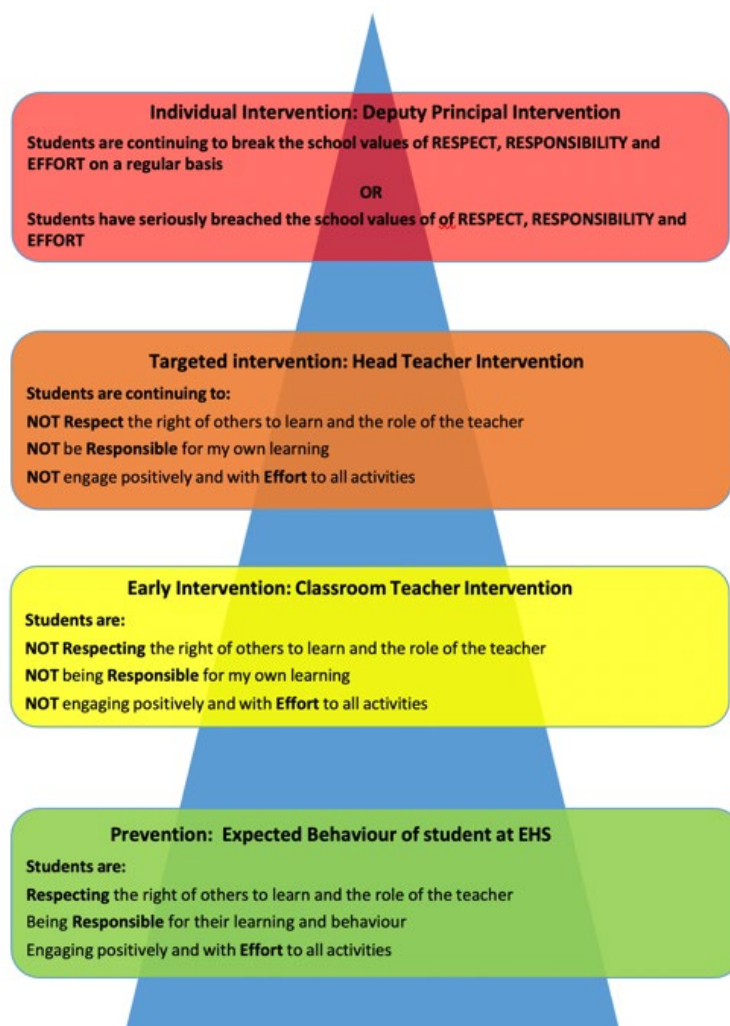 Individual Intervention: Deputy Principal Intervention
Students are continuing to break the school values of RESPECT, RESPONSIBILITY and
EFFORT on a regular basis
OR
Students have seriously breached the school values of of RESPECT, RESPONSIBILITY and
EFFORT
Targeted intervention: Head Teacher Intervention
Students are continuing to:
NOT Respect the right of others to learn and the role of the teacher
NOT be Responsible for my own learning
NOT engage positively and with Effort to all activities
Early Intervention: Classroom Teacher Intervention
Students are:
NOT Respecting the right of others to learn and the role of the teacher
NOT being Responsible for my own learning
NOT engaging positively and with Effort to all activities
Prevention: Expected Behaviour of student at EHS
Students are:
Respecting the right of others to learn and the role of the teacher
Being Responsible for their learning and behaviour
Engaging positively and with Effort to all activities